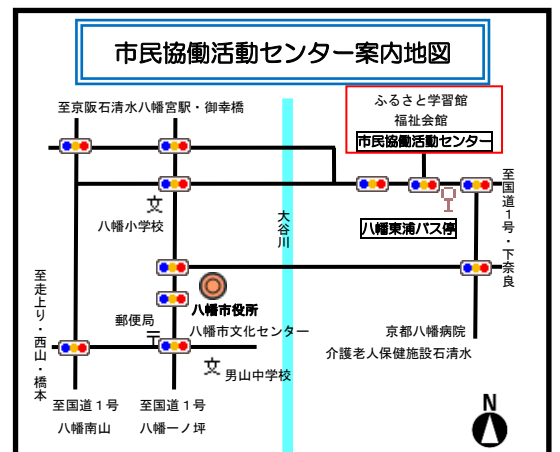 市民協働活動センター案内地図
至京阪石清水八幡宮駅・御幸橋
ふるさと学習館
福祉会館
市民協働活動センター
至国道１号・下奈良
八幡小学校
大谷川
八幡東浦バス停
至走上り・西山・橋本
八幡市役所
郵便局
八幡市文化センター
京都八幡病院
介護老人保健施設石清水
男山中学校
至国道１号
八幡南山
至国道１号
八幡一ノ坪
N